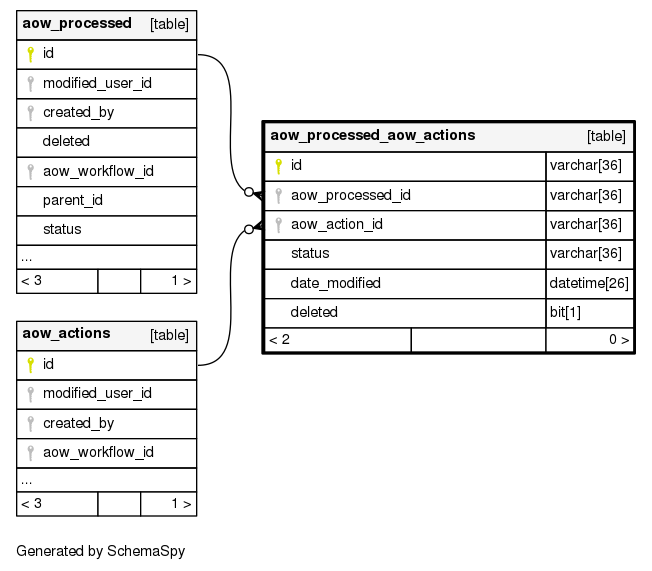 aow_processed [table]
id
modified_user_id
created_by
deleted
aow_workflow_id
parent_id
status
...
< 3 1 >
aow_processed_aow_actions [table]
id varchar[36]
aow_processed_id varchar[36]
aow_action_id varchar[36]
status varchar[36]
date_modified datetime[26]
deleted bit[1]
< 2 0 >
aow_actions [table]
id
modified_user_id
created_by
aow_workflow_id
...
< 3 1 >
Generated by SchemaSpy